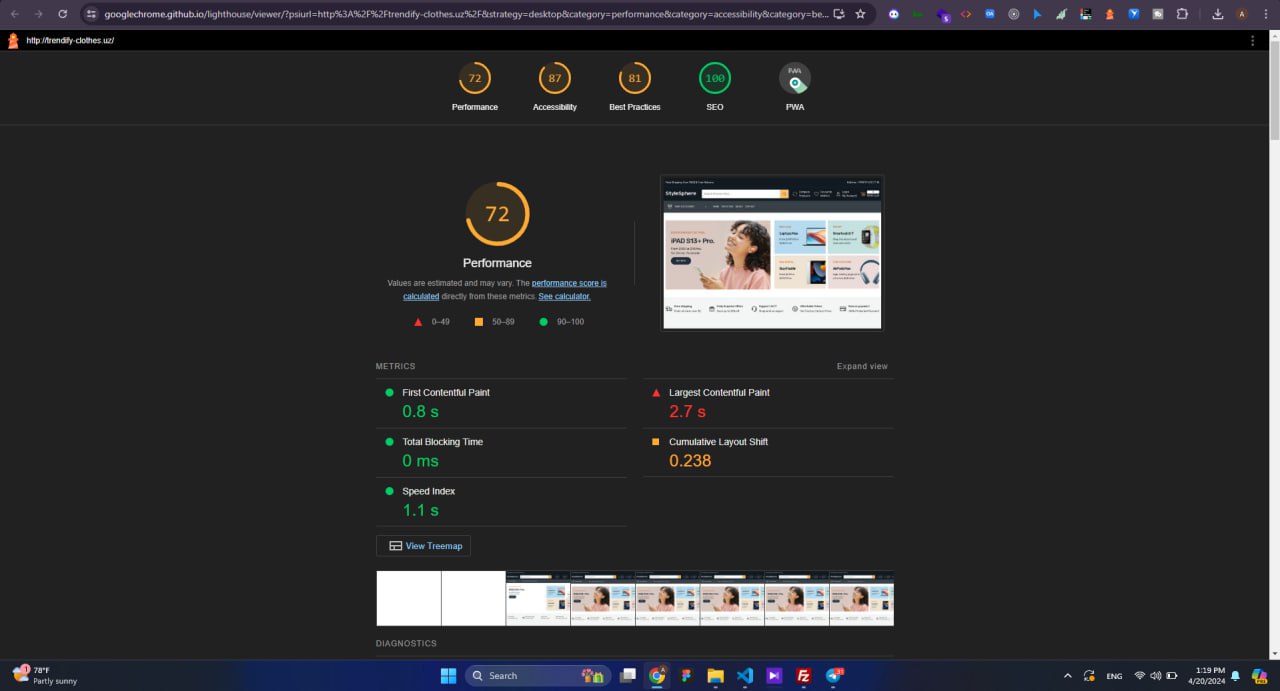 googlechrome.github.io/lighthouse/viewer/?psiurl=http%3A%2F%2Ftrendify-clothes.uz%2F&strategy=desktop&category=performance&category=accessibility&category=be...
http://trendify-clothes.uz/
72 87 81 100 PWA
Performance Accessibility Best Practices SEO PWA
72
Performance
Values are estimated and may vary. The performance score is
calculated directly from these metrics. See calculator.
0–49 50–89 90–100
StyleSphere
iPAD S13+ Pro.
METRICS Expand view
First Contentful Paint
0.8 s
Largest Contentful Paint
2.7 s
Total Blocking Time
0 ms
Cumulative Layout Shift
0.238
Speed Index
1.1 s
View Treemap
DIAGNOSTICS
78°F
Partly sunny
Search
ENG
1:19 PM
4/20/2024